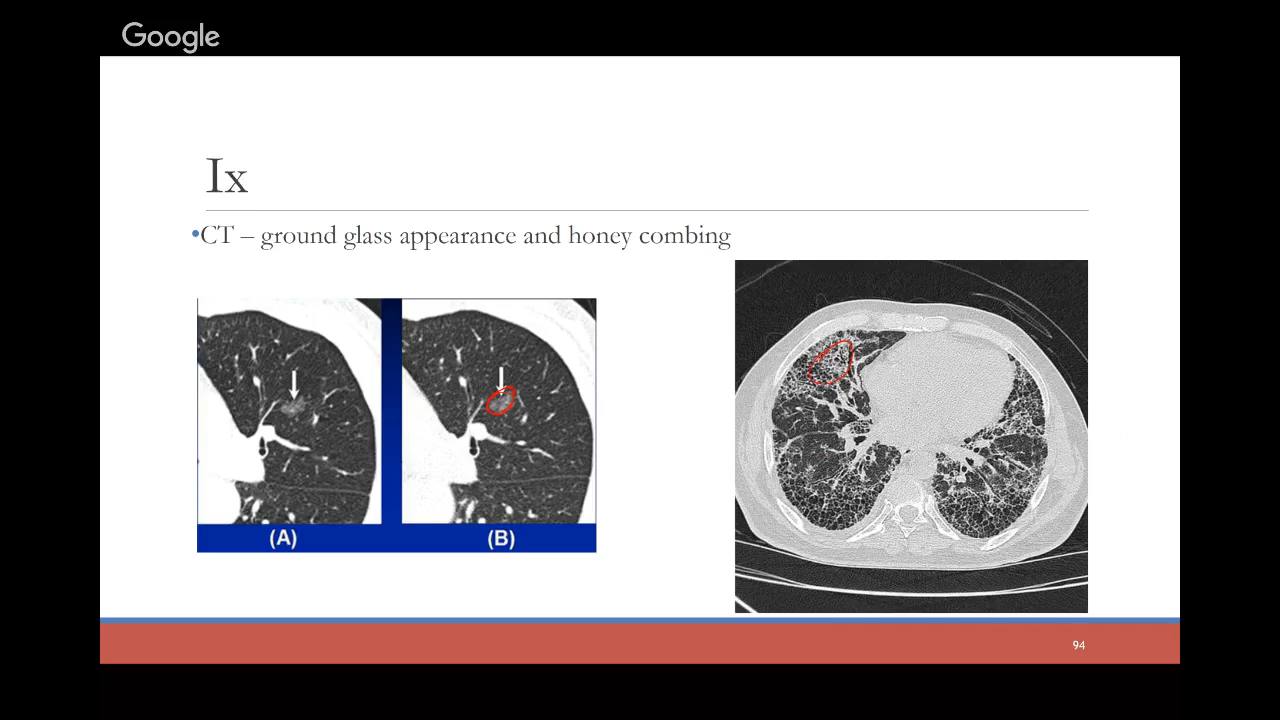 Google
Ix
•CT – ground glass appearance and honey combing
(A)
(B)
94